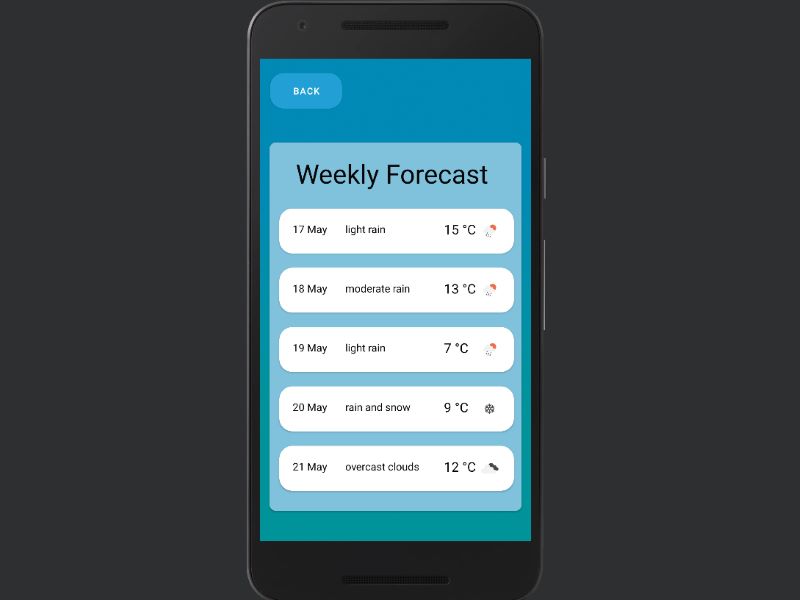 BACK
Weekly Forecast
17 May light rain 15 °C
18 May moderate rain 13 °C
19 May light rain 7 °C
20 May rain and snow 9 °C
21 May overcast clouds 12 °C